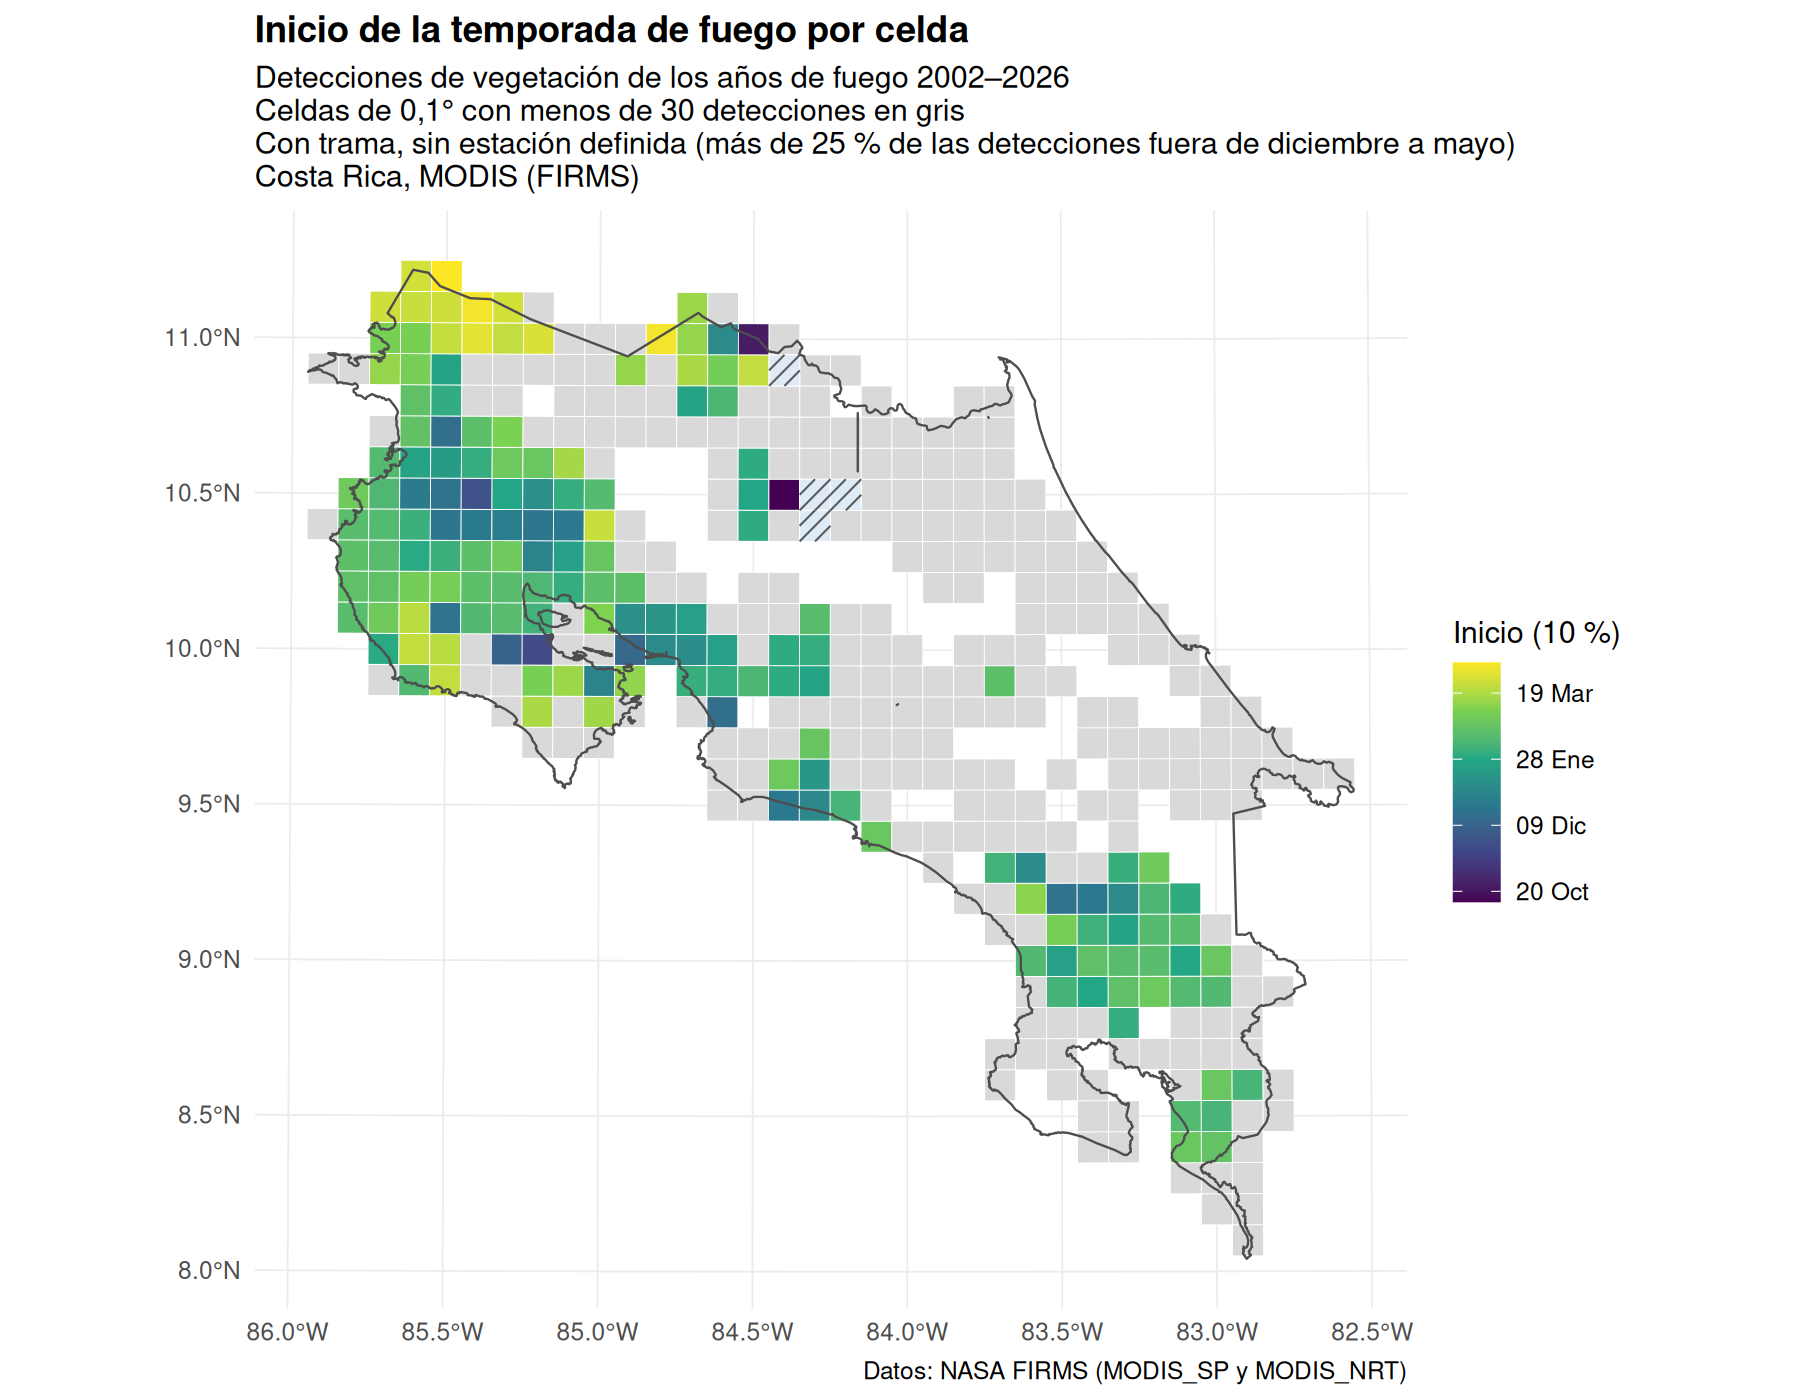 Inicio de la temporada de fuego por celda
Detecciones de vegetación de los años de fuego 2002–2026
Celdas de 0,1° con menos de 30 detecciones en gris
Con trama, sin estación definida (más de 25 % de las detecciones fuera de diciembre a mayo)
Costa Rica, MODIS (FIRMS)
11.0°N
10.5°N
10.0°N
9.5°N
9.0°N
8.5°N
8.0°N
86.0°W
85.5°W
85.0°W
84.5°W
84.0°W
83.5°W
83.0°W
82.5°W
Inicio (10 %)
19 Mar
28 Ene
09 Dic
20 Oct
Datos: NASA FIRMS (MODIS_SP y MODIS_NRT)